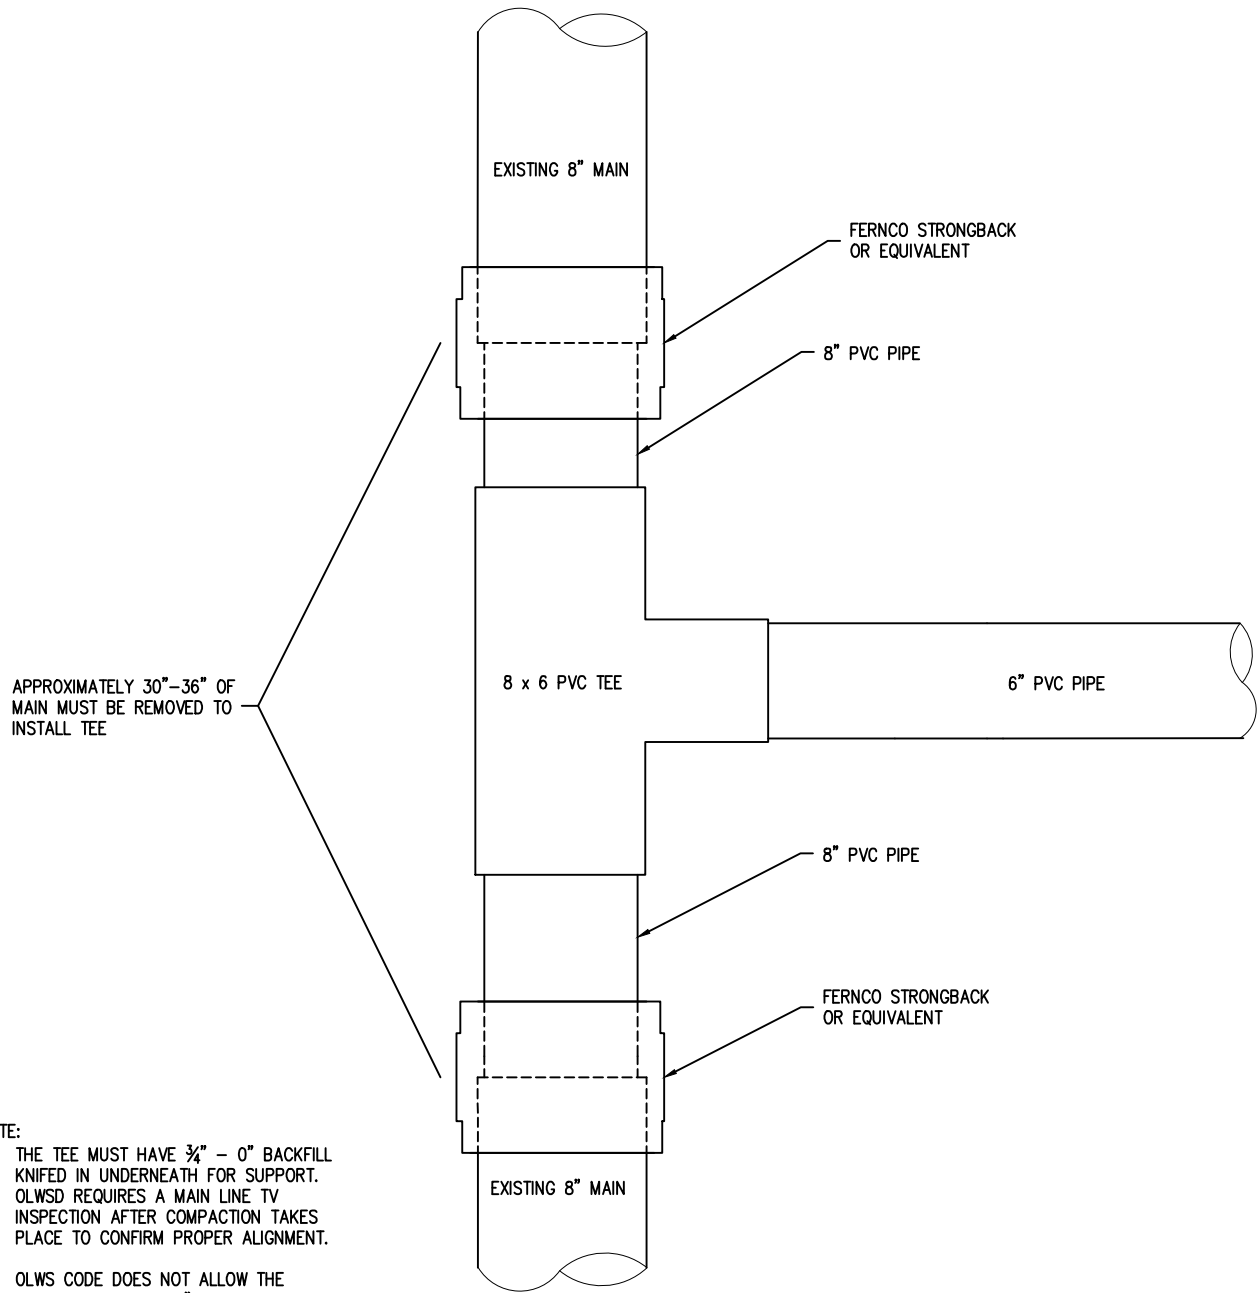 EXISTING 8" MAIN
FERNCO STRONGBACK
OR EQUIVALENT
8" PVC PIPE
APPROXIMATELY 30"-36" OF
MAIN MUST BE REMOVED TO
INSTALL TEE
8 x 6 PVC TEE
6" PVC PIPE
8" PVC PIPE
FERNCO STRONGBACK
OR EQUIVALENT
TE:
THE TEE MUST HAVE ¾" - 0" BACKFILL
KNIFED IN UNDERNEATH FOR SUPPORT.
OLWSD REQUIRES A MAIN LINE TV
INSPECTION AFTER COMPACTION TAKES
PLACE TO CONFIRM PROPER ALIGNMENT.
OLWS CODE DOES NOT ALLOW THE
EXISTING 8" MAIN